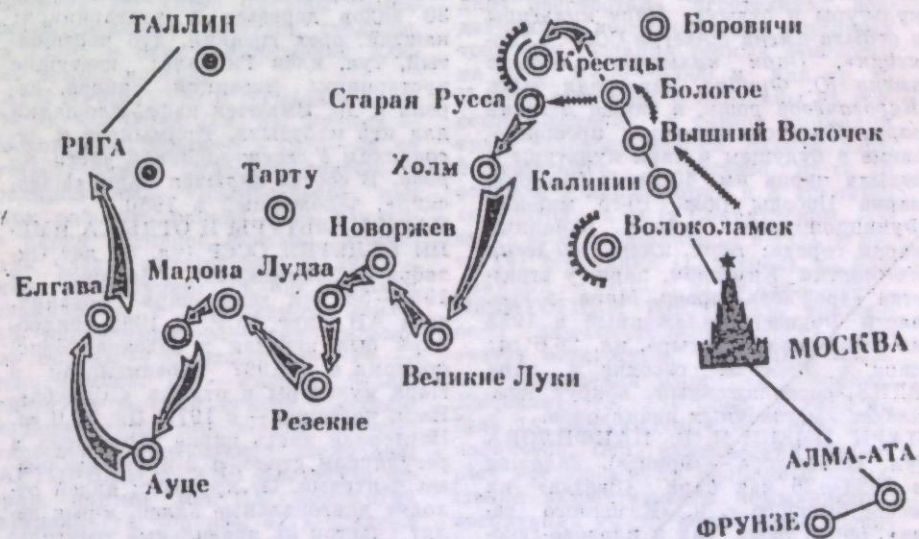 ТАЛЛИН
Боровичи
Крестцы
Старая Русса
Бологое
РИГА
Вышний Волочек
Тарту
Холм
Калинин
Новоржев
Волоколамск
Елгава
Мадона
Лудза
МОСКВА
Великие Луки
Резекне
Ауце
АЛМА-АТА
ФРУНЗЕ